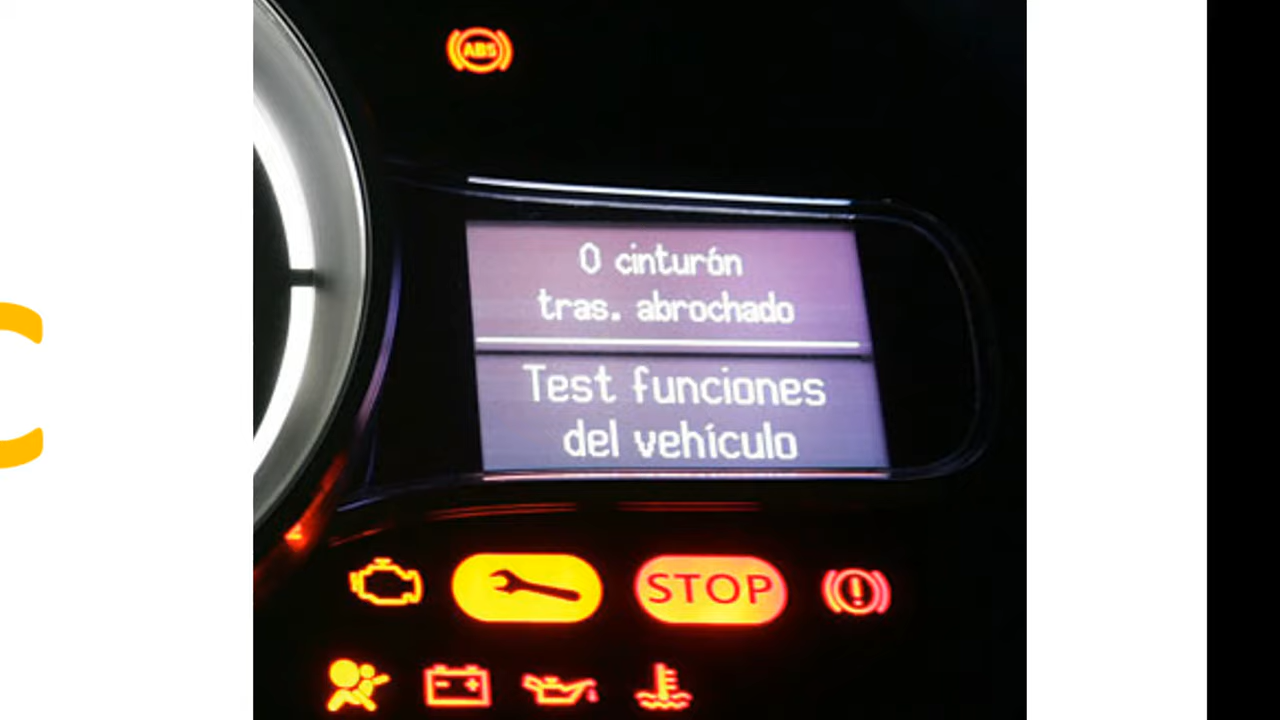 ABS
0 cinturón
tras. abrochado
Test funciones
del vehículo
STOP